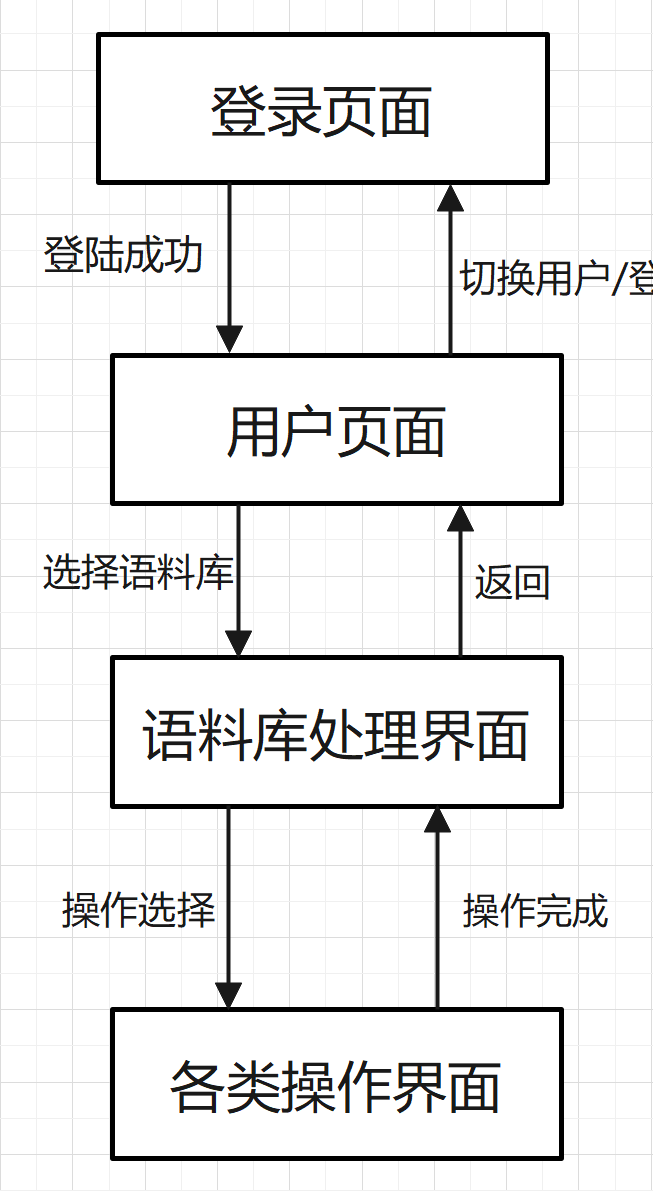 登录页面
登陆成功
切换用户/登
用户页面
选择语料库
返回
语料库处理界面
操作选择
操作完成
各类操作界面